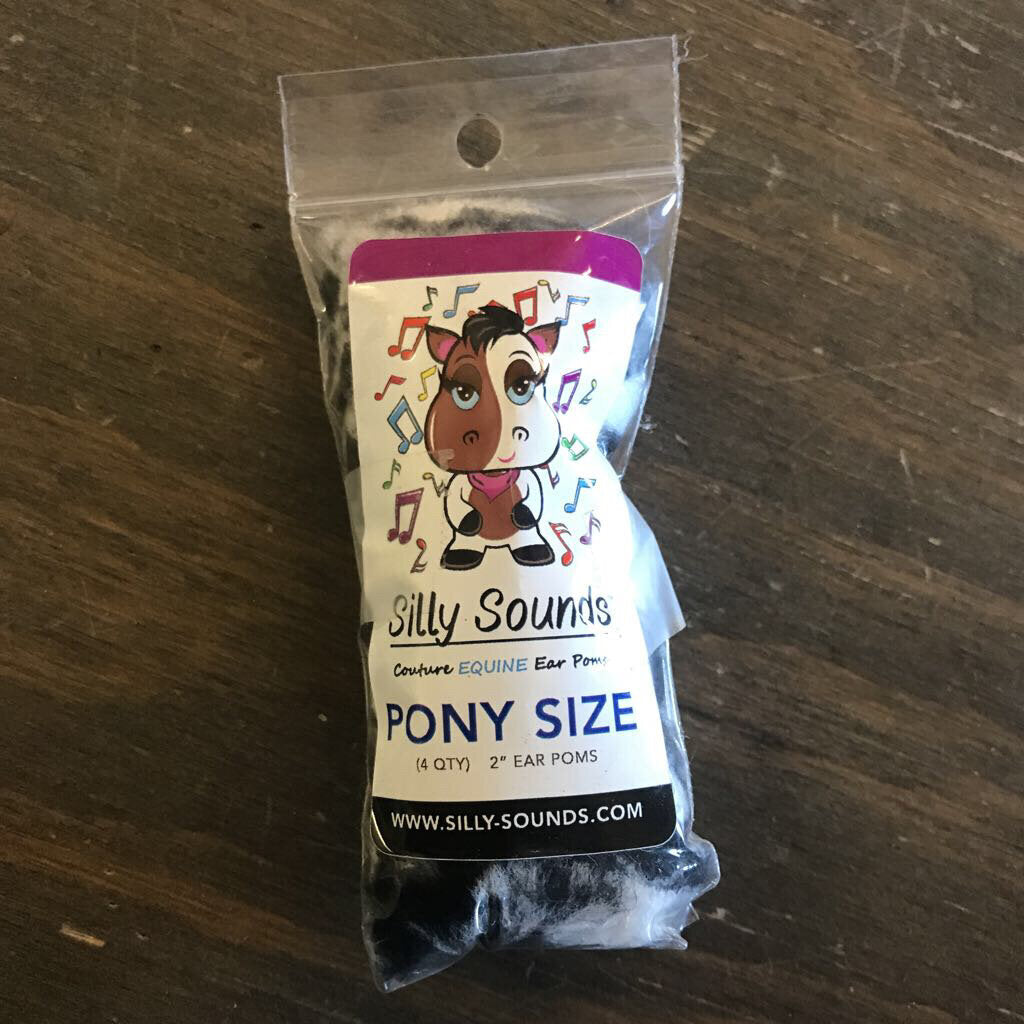 Silly Sounds
Couture EQUINE Ear Poms
PONY SIZE
(4 QTY) 2" EAR POMS
WWW.SILLY-SOUNDS.COM